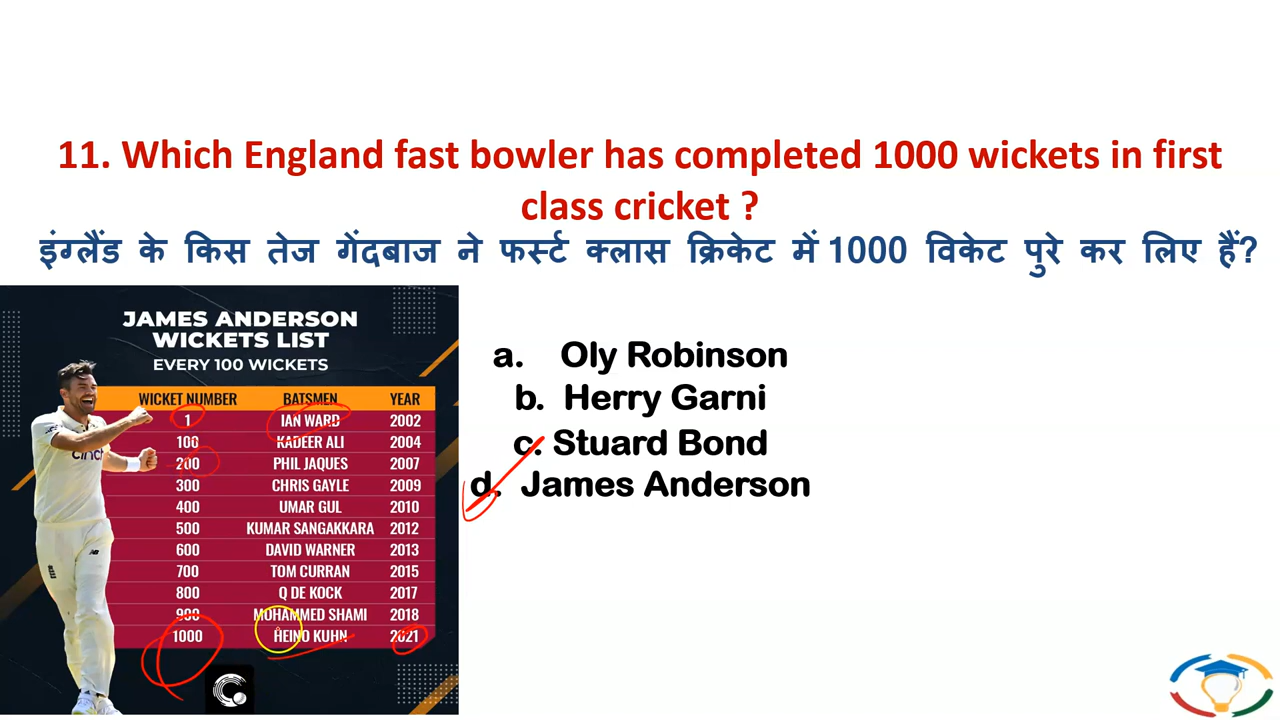 11. Which England fast bowler has completed 1000 wickets in first
class cricket ?
इंग्लैंड के किस तेज गेंदबाज ने फर्स्ट क्लास क्रिकेट में 1000 विकेट पुरे कर लिए हैं?
JAMES ANDERSON
WICKETS LIST
EVERY 100 WICKETS
WICKET NUMBER BATSMEN YEAR
1 IAN WARD 2002
100 KADEER ALI 2004
200 PHIL JAQUES 2007
300 CHRIS GAYLE 2009
400 UMAR GUL 2010
500 KUMAR SANGAKKARA 2012
600 DAVID WARNER 2013
700 TOM CURRAN 2015
800 Q DE KOCK 2017
900 MOHAMMED SHAMI 2018
1000 HEINO KUHN 2021
cinch
a. Oly Robinson
b. Herry Garni
c. Stuard Bond
d. James Anderson